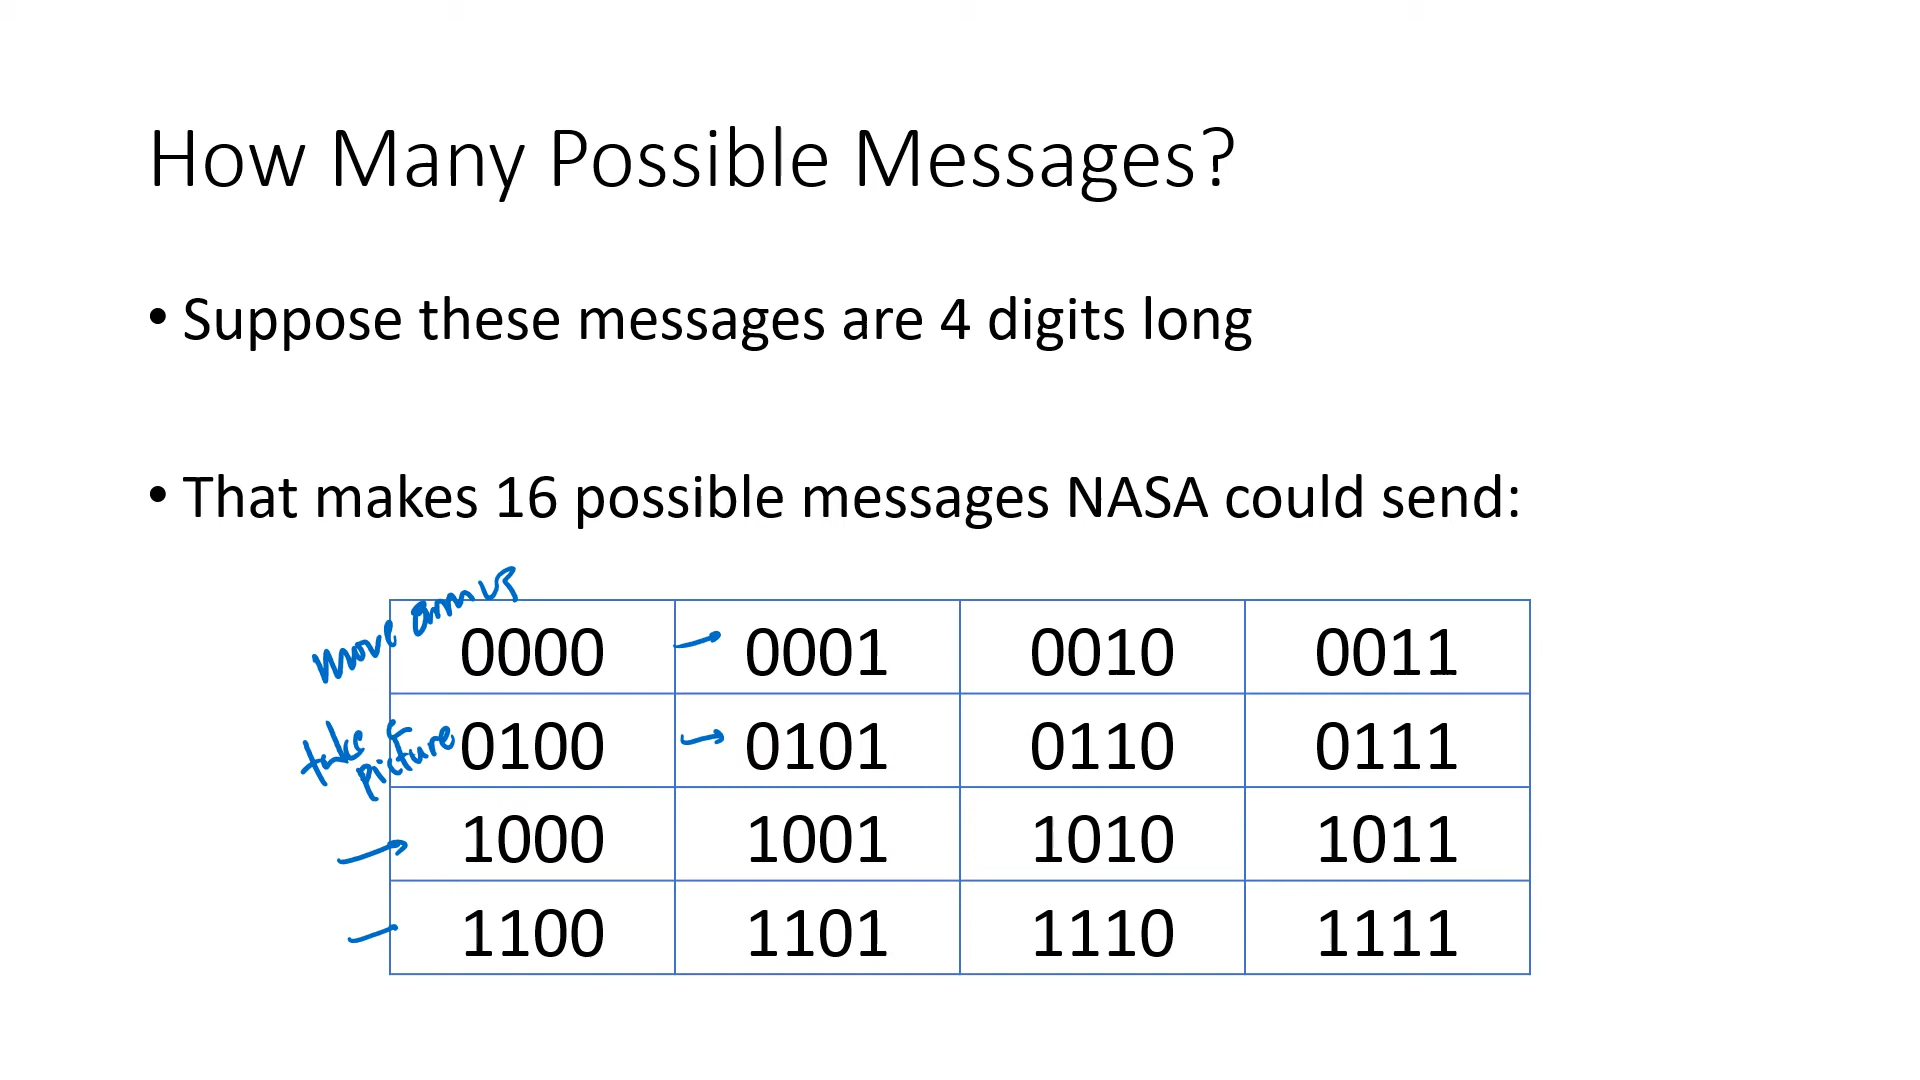 How Many Possible Messages?
• Suppose these messages are 4 digits long
• That makes 16 possible messages NASA could send:
move arm up
0000 0001 0010 0011
take picture
0100 0101 0110 0111
1000 1001 1010 1011
1100 1101 1110 1111